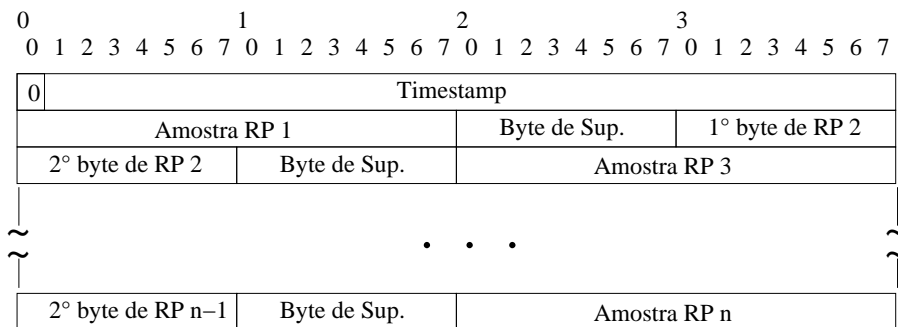 0 1 2 3
0 1 2 3 4 5 6 7 0 1 2 3 4 5 6 7 0 1 2 3 4 5 6 7 0 1 2 3 4 5 6 7
0 Timestamp
Amostra RP 1 Byte de Sup. 1° byte de RP 2
2° byte de RP 2 Byte de Sup. Amostra RP 3
~ . . . ~
~ ~
2° byte de RP n−1 Byte de Sup. Amostra RP n